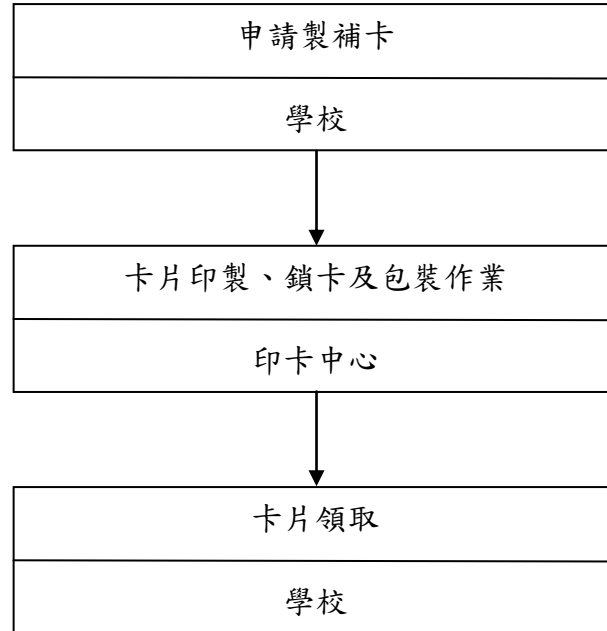 申請製補卡
學校
卡片印製、鎖卡及包裝作業
印卡中心
卡片領取
學校